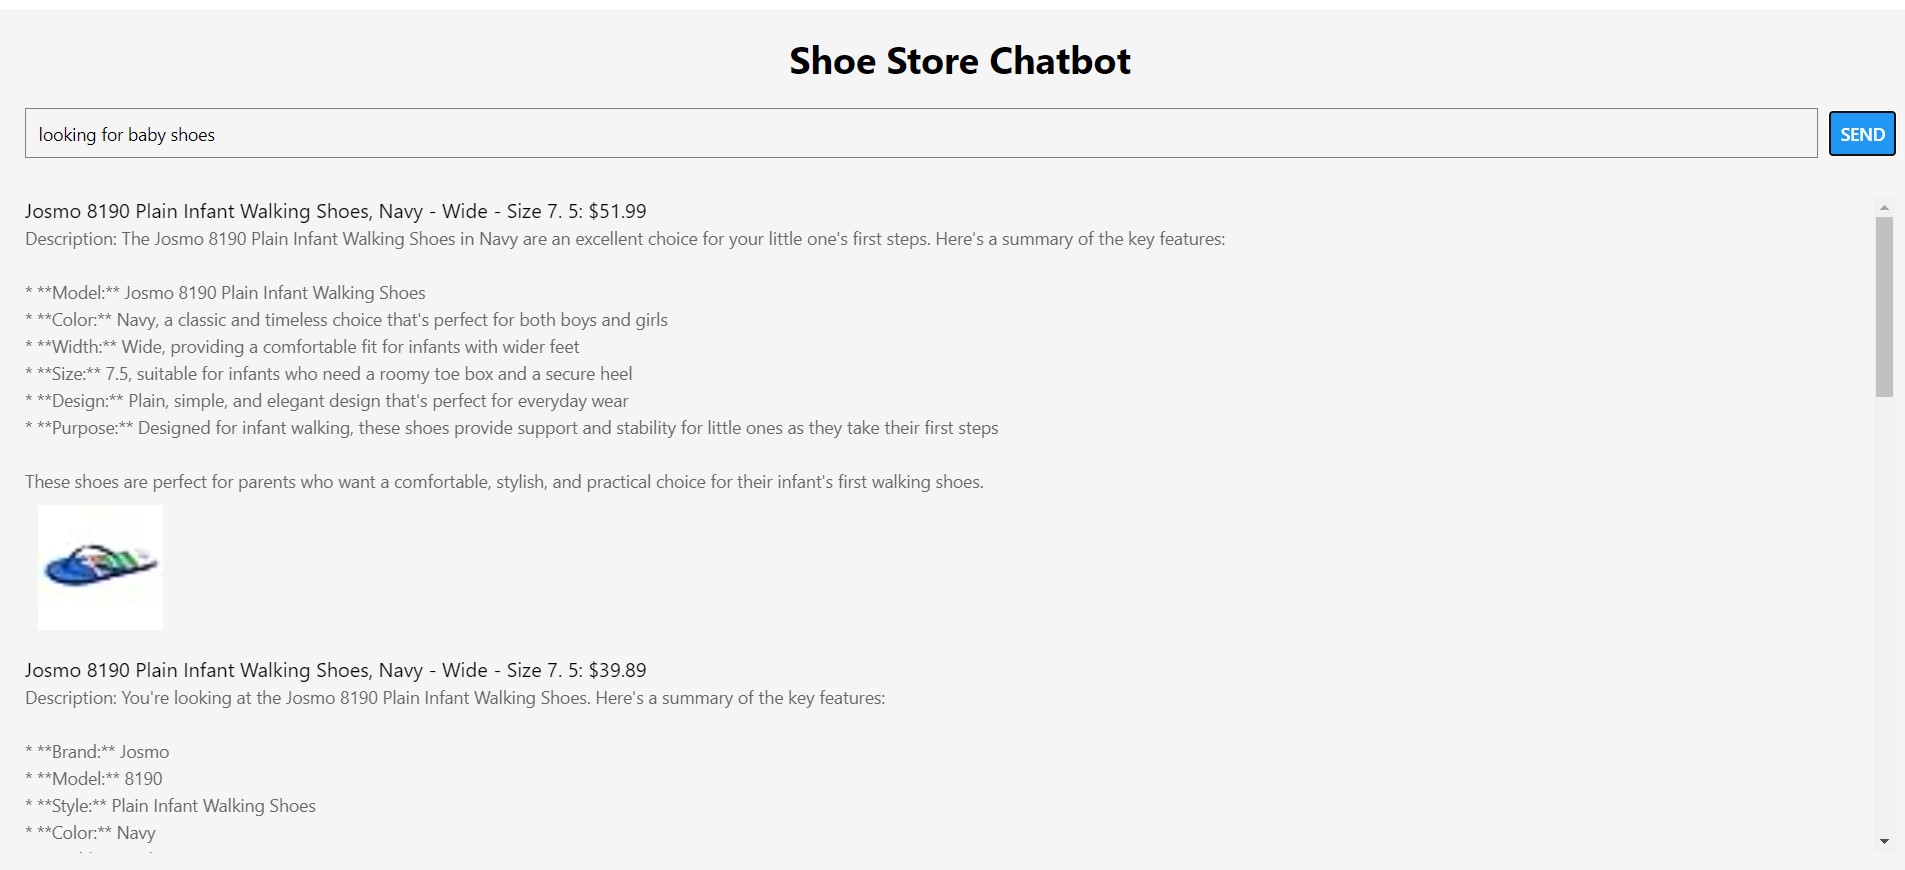 Shoe Store Chatbot
looking for baby shoes
SEND
Josmo 8190 Plain Infant Walking Shoes, Navy - Wide - Size 7. 5: $51.99
Description: The Josmo 8190 Plain Infant Walking Shoes in Navy are an excellent choice for your little one's first steps. Here's a summary of the key features:
* **Model:** Josmo 8190 Plain Infant Walking Shoes
* **Color:** Navy, a classic and timeless choice that's perfect for both boys and girls
* **Width:** Wide, providing a comfortable fit for infants with wider feet
* **Size:** 7.5, suitable for infants who need a roomy toe box and a secure heel
* **Design:** Plain, simple, and elegant design that's perfect for everyday wear
* **Purpose:** Designed for infant walking, these shoes provide support and stability for little ones as they take their first steps
These shoes are perfect for parents who want a comfortable, stylish, and practical choice for their infant's first walking shoes.
Josmo 8190 Plain Infant Walking Shoes, Navy - Wide - Size 7. 5: $39.89
Description: You're looking at the Josmo 8190 Plain Infant Walking Shoes. Here's a summary of the key features:
* **Brand:** Josmo
* **Model:** 8190
* **Style:** Plain Infant Walking Shoes
* **Color:** Navy